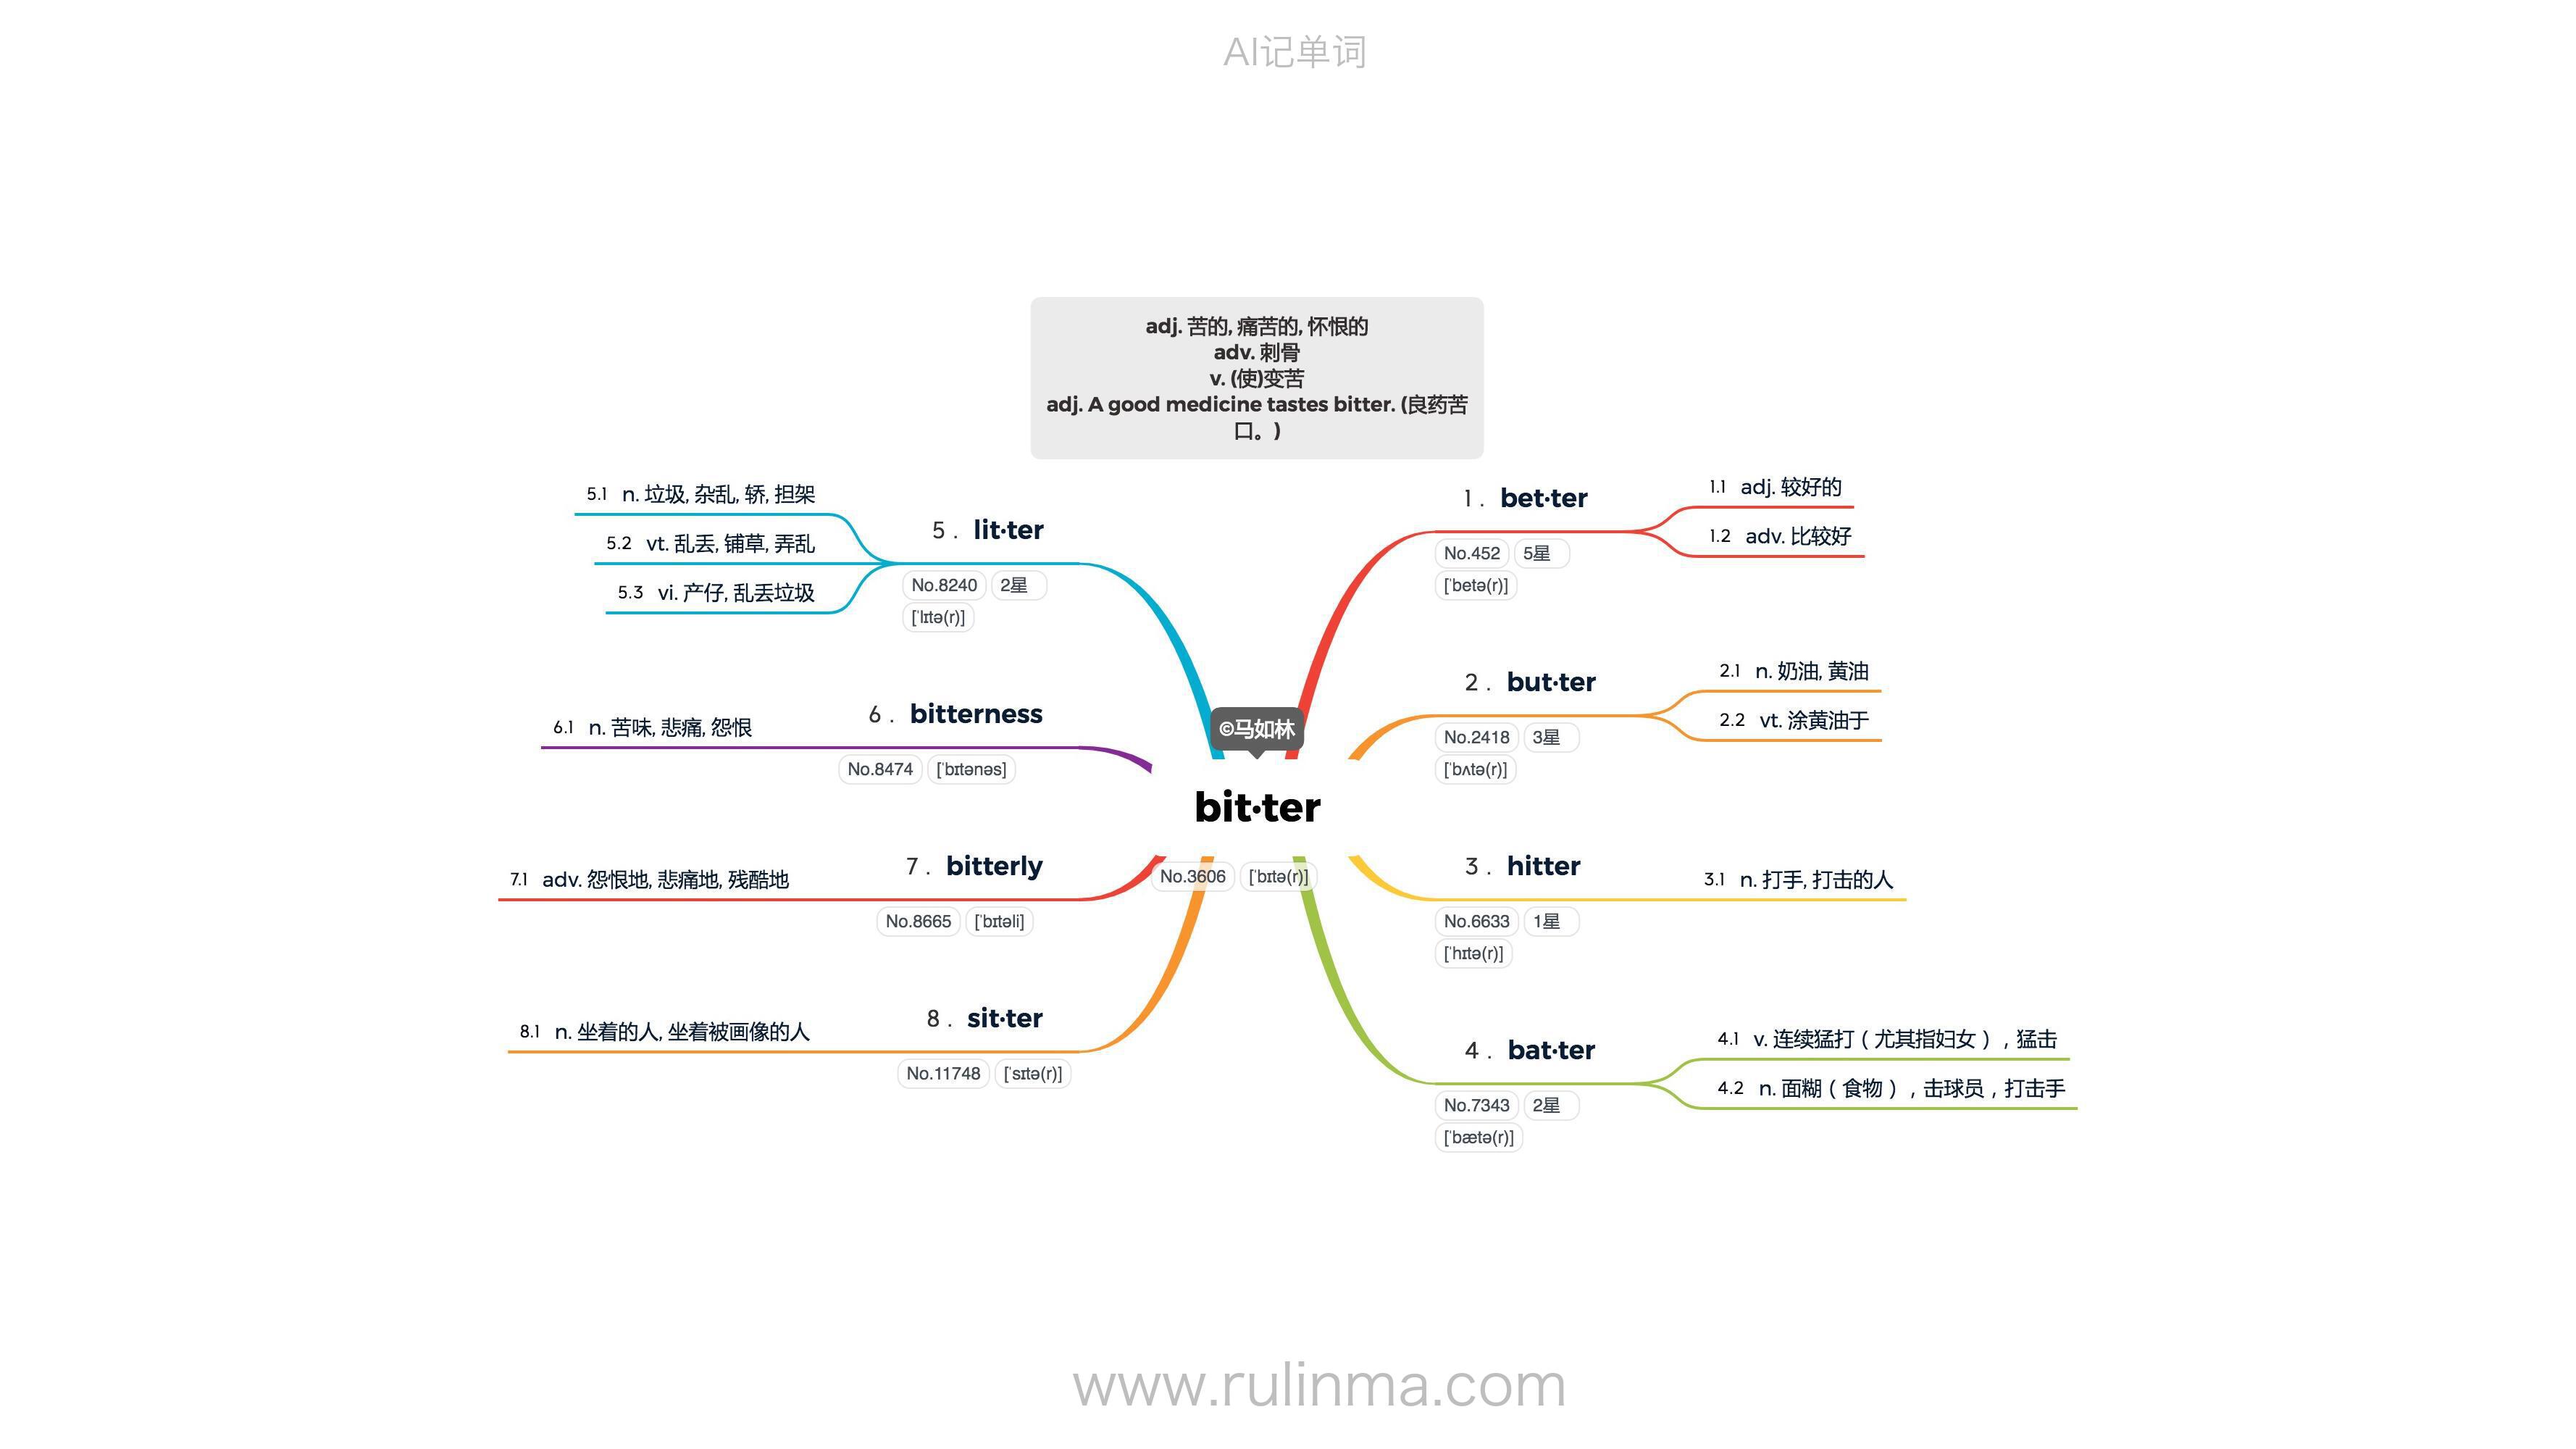 AI记单词
adj. 苦的, 痛苦的, 怀恨的
adv. 刺骨
v. (使)变苦
adj. A good medicine tastes bitter. (良药苦
口。)
©马如林
bit·ter
No.3606 ['bɪtə(r)]
1. bet·ter
No.452 5星
['betə(r)]
1.1 adj. 较好的
1.2 adv. 比较好
2. but·ter
No.2418 3星
['bʌtə(r)]
2.1 n. 奶油, 黄油
2.2 vt. 涂黄油于
3. hitter
No.6633 1星
['hɪtə(r)]
3.1 n. 打手, 打击的人
4. bat·ter
No.7343 2星
['bætə(r)]
4.1 v. 连续猛打（尤其指妇女），猛击
4.2 n. 面糊（食物），击球员，打击手
5. lit·ter
No.8240 2星
['lɪtə(r)]
5.1 n. 垃圾, 杂乱, 轿, 担架
5.2 vt. 乱丢, 铺草, 弄乱
5.3 vi. 产仔, 乱丢垃圾
6. bitterness
No.8474 ['bɪtənəs]
6.1 n. 苦味, 悲痛, 怨恨
7. bitterly
No.8665 ['bɪtəli]
7.1 adv. 怨恨地, 悲痛地, 残酷地
8. sit·ter
No.11748 ['sɪtə(r)]
8.1 n. 坐着的人, 坐着被画像的人
www.rulinma.com